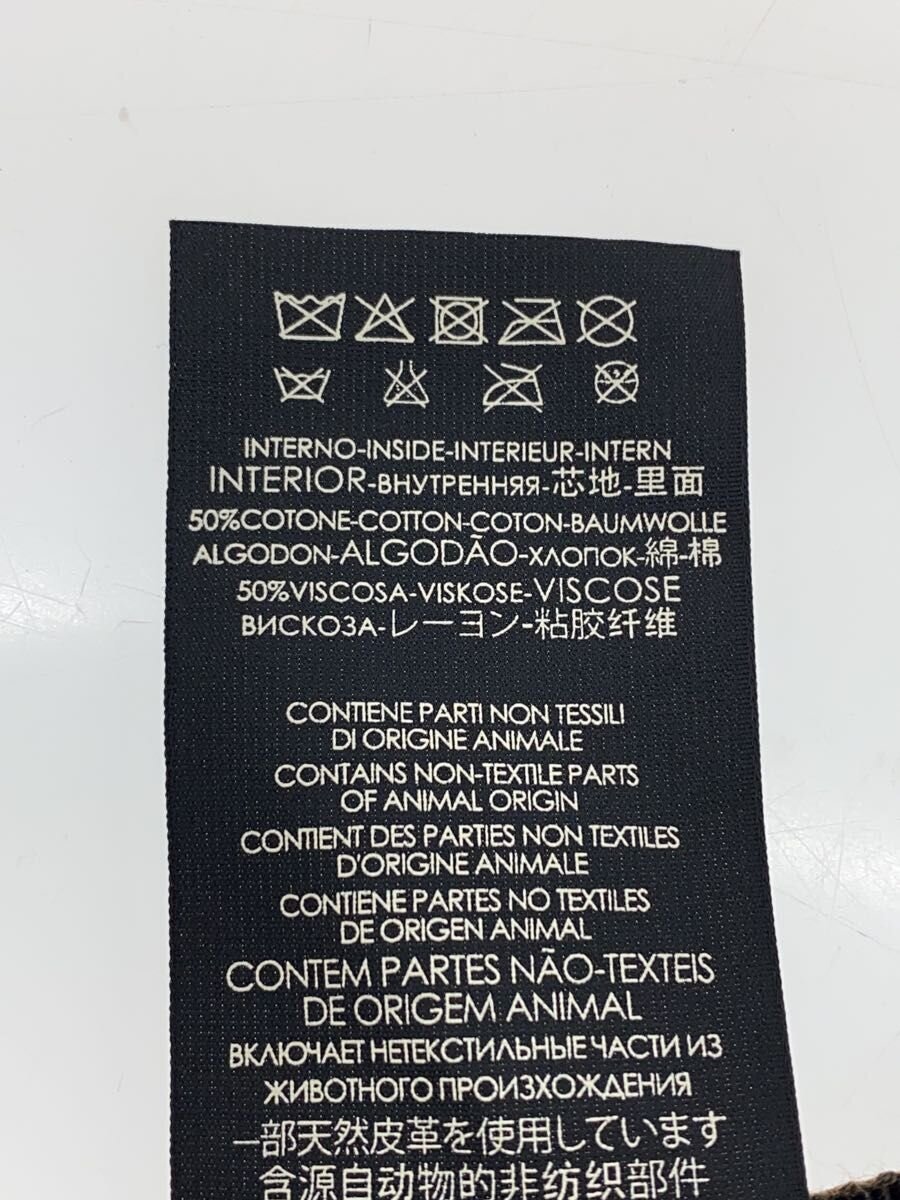 INTERNO-INSIDE-INTERIEUR-INTERN
INTERIOR-ВНУТРЕННЯЯ-芯地-里面
50%COTONE-COTTON-COTON-BAUMWOLLE
ALGODON-ALGODÃO-ХЛОПОК-綿-棉
50%VISCOSA-VISKOSE-VISCOSE
ВИСКОЗА-レーヨン-粘胶纤维
CONTIENE PARTI NON TESSILI
DI ORIGINE ANIMALE
CONTAINS NON-TEXTILE PARTS
OF ANIMAL ORIGIN
CONTIENT DES PARTIES NON TEXTILES
D'ORIGINE ANIMALE
CONTIENE PARTES NO TEXTILES
DE ORIGEN ANIMAL
CONTEM PARTES NÃO-TEXTEIS
DE ORIGEM ANIMAL
ВКЛЮЧАЕТ НЕТЕКСТИЛЬНЫЕ ЧАСТИ ИЗ
ЖИВОТНОГО ПРОИЗХОЖДЕНИЯ
一部天然皮革を使用しています
含源自动物的非纺织部件